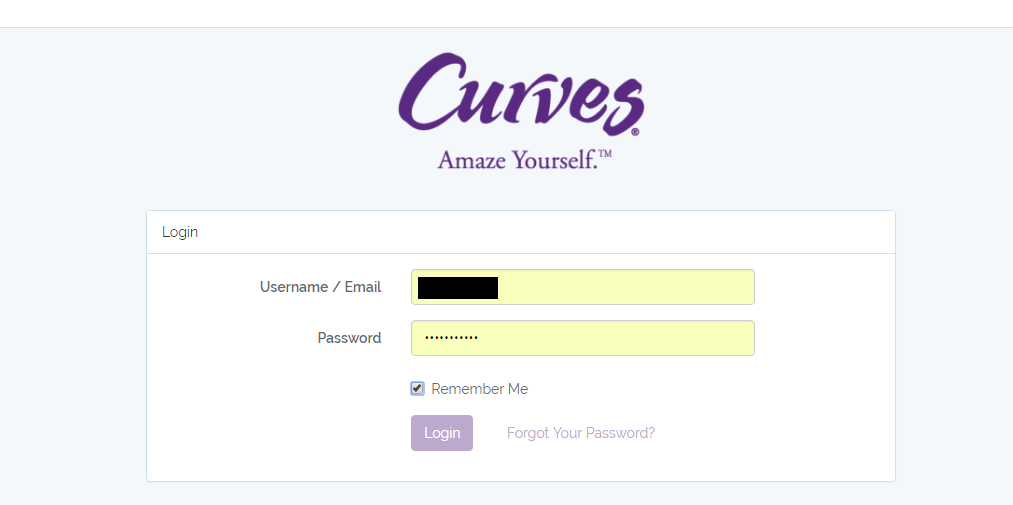 Curves®
Amaze Yourself.™
Login
Username / Email
Password
•••••••••••
Remember Me
Login Forgot Your Password?